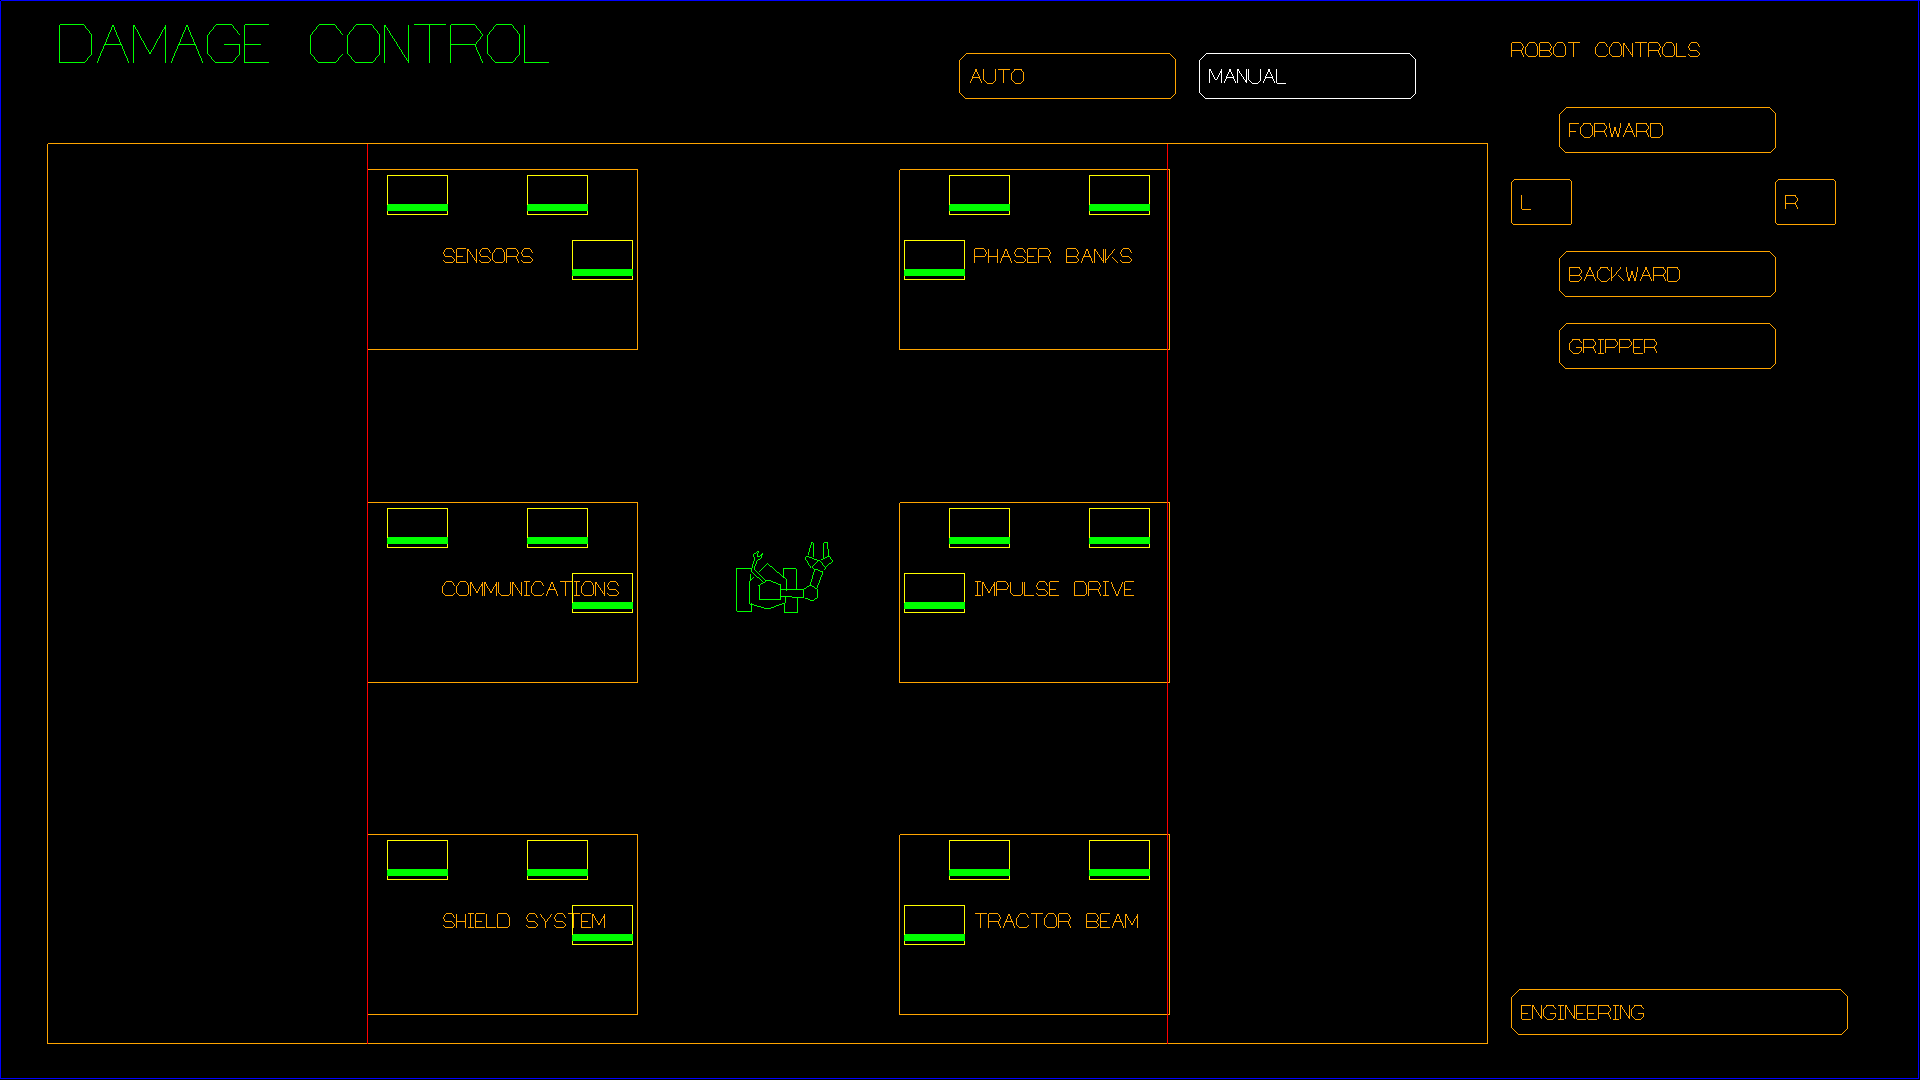 DAMAGE CONTROL
AUTO
MANUAL
ROBOT CONTROLS
FORWARD
L
R
BACKWARD
GRIPPER
SENSORS
PHASER BANKS
COMMUNICATIONS
IMPULSE DRIVE
SHIELD SYSTEM
TRACTOR BEAM
ENGINEERING